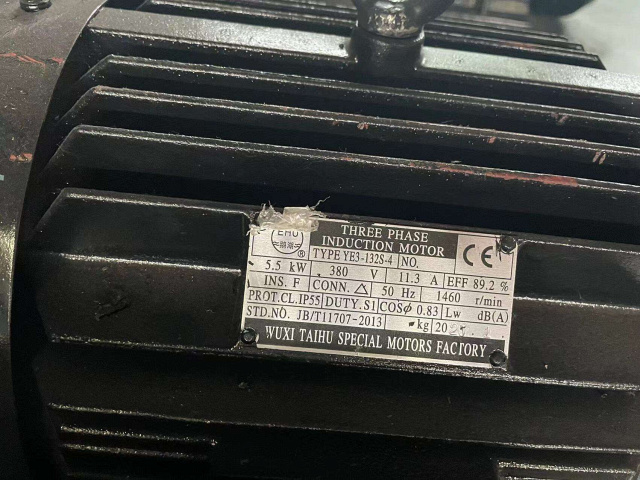 EHU
THREE PHASE
INDUCTION MOTOR
CE
®
TYPE YE3-132S-4 NO.
5.5 kW 380 V 11.3 A EFF 89.2 %
INS. F CONN. △ 50 Hz 1460 r/min
PROT.CL.IP55 DUTY. S1 COSΦ 0.83 Lw dB(A)
STD.NO. JB/T11707-2013 kg
WUXI TAIHU SPECIAL MOTORS FACTORY